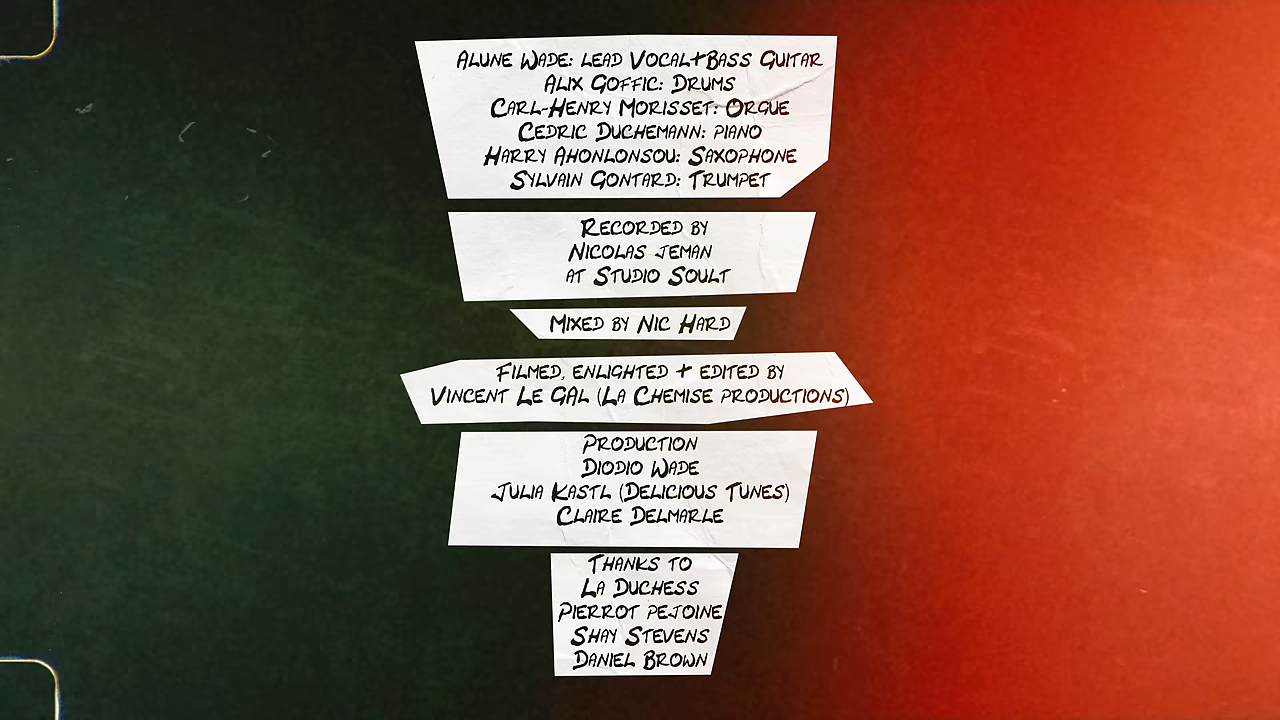 Alune Wade: lead Vocal+Bass Guitar
Alix Goffic: Drums
Carl-Henry Morisset: Orgue
Cedric Duchemann: piano
Harry Ahonlonsou: Saxophone
Sylvain Gontard: Trumpet
Recorded by
Nicolas jeman
at Studio Soult
Mixed by Nic Hard
Filmed, enlighted + edited by
Vincent Le Gal (La Chemise productions)
Production
Diodio Wade
Julia Kastl (Delicious Tunes)
Claire Delmarle
Thanks to
La Duchess
Pierrot pejoine
Shay Stevens
Daniel Brown